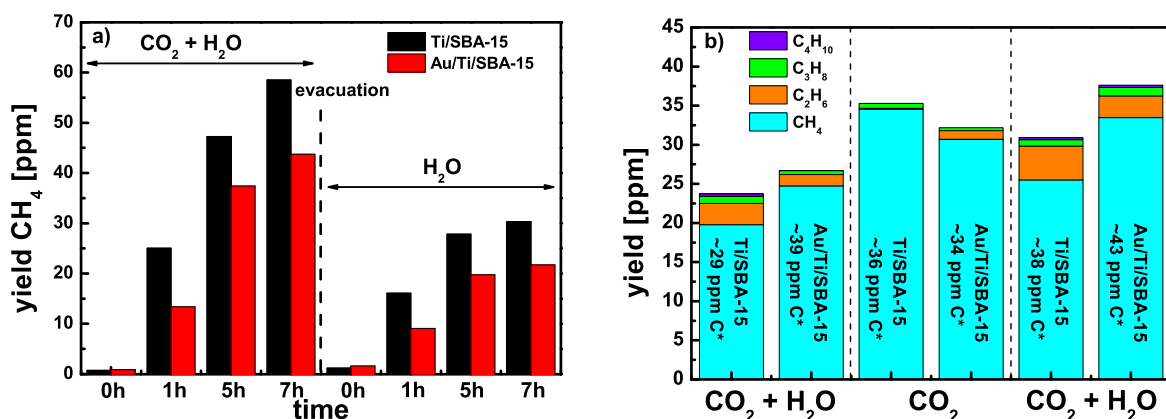 a)
CO2 + H2O
Ti/SBA-15
Au/Ti/SBA-15
evacuation
H2O
yield CH4 [ppm]
70
60
50
40
30
20
10
0
0h 1h 5h 7h 0h 1h 5h 7h
time
b)
C4H10
C3H8
C2H6
CH4
yield [ppm]
45
40
35
30
25
20
15
10
5
0
Ti/SBA-15
~29 ppm C*
Au/Ti/SBA-15
~39 ppm C*
Ti/SBA-15
~36 ppm C*
Au/Ti/SBA-15
~34 ppm C*
Ti/SBA-15
~38 ppm C*
Au/Ti/SBA-15
~43 ppm C*
CO2 + H2O CO2 CO2 + H2O